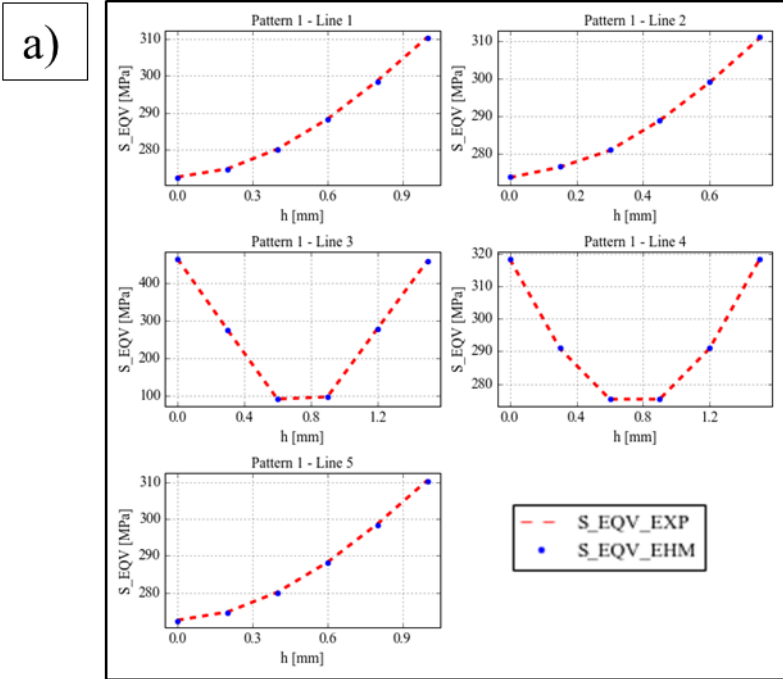 a)
Pattern 1 - Line 1
S_EQV [MPa]
310
300
290
280
0.0 0.3 0.6 0.9
h [mm]
Pattern 1 - Line 2
S_EQV [MPa]
310
300
290
280
0.0 0.2 0.4 0.6
h [mm]
Pattern 1 - Line 3
S_EQV [MPa]
400
300
200
100
0.0 0.4 0.8 1.2
h [mm]
Pattern 1 - Line 4
S_EQV [MPa]
320
310
300
290
280
0.0 0.4 0.8 1.2
h [mm]
Pattern 1 - Line 5
S_EQV [MPa]
310
300
290
280
0.0 0.3 0.6 0.9
h [mm]
S_EQV_EXP
S_EQV_EHM